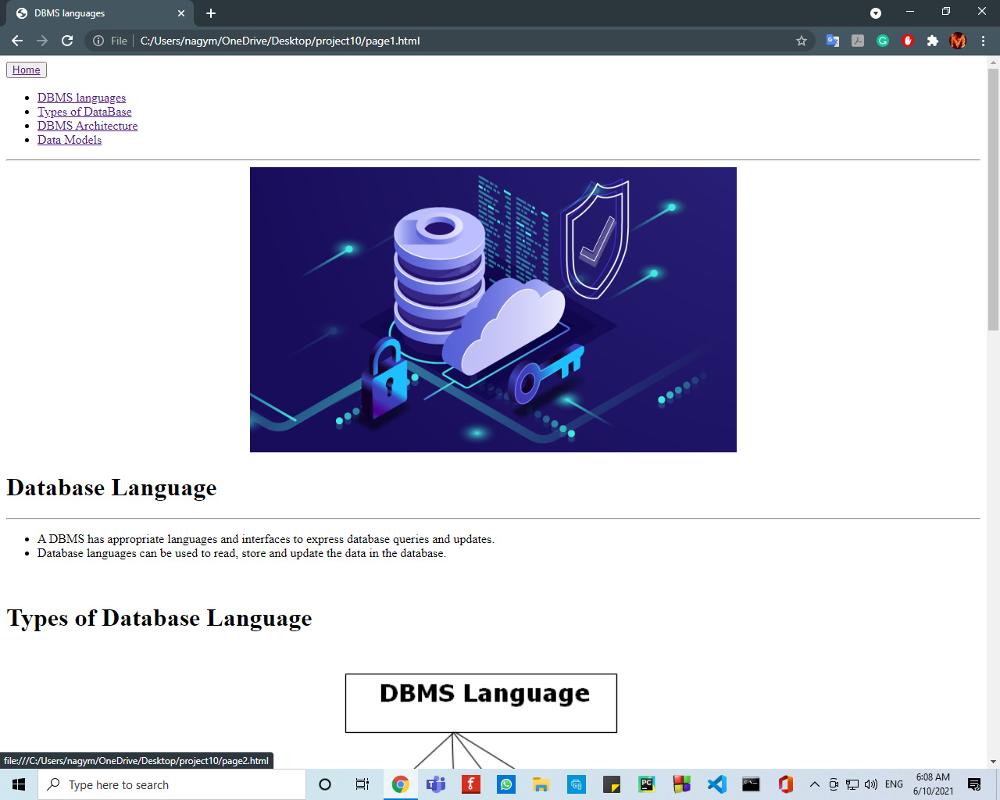 DBMS languages
File
C:/Users/nagym/OneDrive/Desktop/project10/page1.html
Home
DBMS languages
Types of DataBase
DBMS Architecture
Data Models
Database Language
A DBMS has appropriate languages and interfaces to express database queries and updates.
Database languages can be used to read, store and update the data in the database.
Types of Database Language
DBMS Language
file:///C:/Users/nagym/OneDrive/Desktop/project10/page2.html
Type here to search
ENG
6:08 AM
6/10/2021